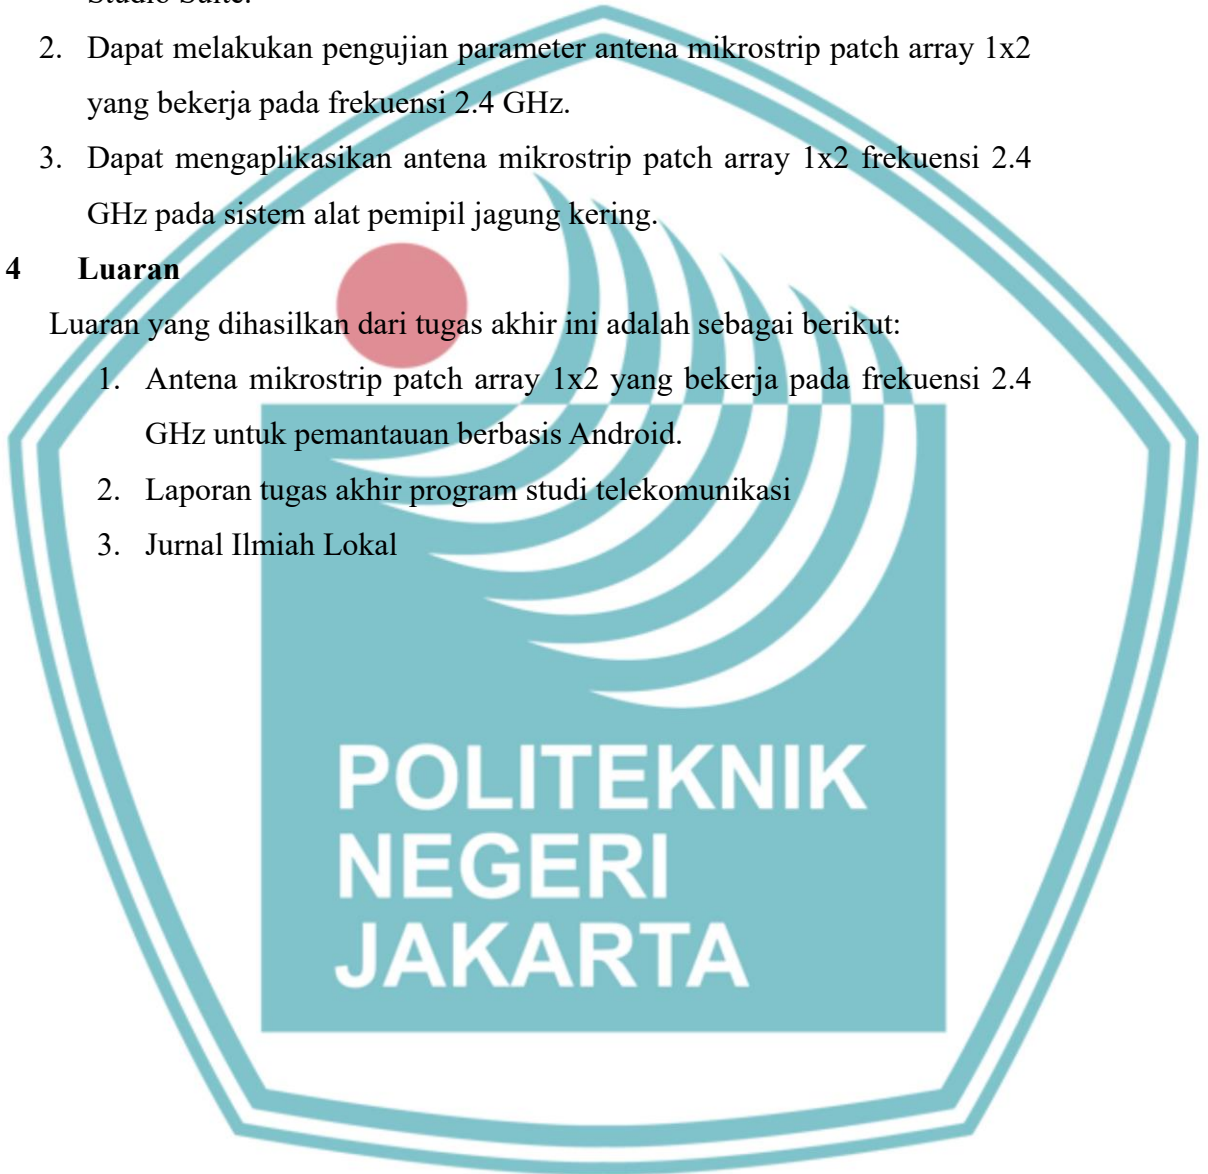 Studio Suite.
2. Dapat melakukan pengujian parameter antena mikrostrip patch array 1x2
yang bekerja pada frekuensi 2.4 GHz.
3. Dapat mengaplikasikan antena mikrostrip patch array 1x2 frekuensi 2.4
GHz pada sistem alat pemipil jagung kering.
4 Luaran
Luaran yang dihasilkan dari tugas akhir ini adalah sebagai berikut:
1. Antena mikrostrip patch array 1x2 yang bekerja pada frekuensi 2.4
GHz untuk pemantauan berbasis Android.
2. Laporan tugas akhir program studi telekomunikasi
3. Jurnal Ilmiah Lokal
POLITEKNIK
NEGERI
JAKARTA